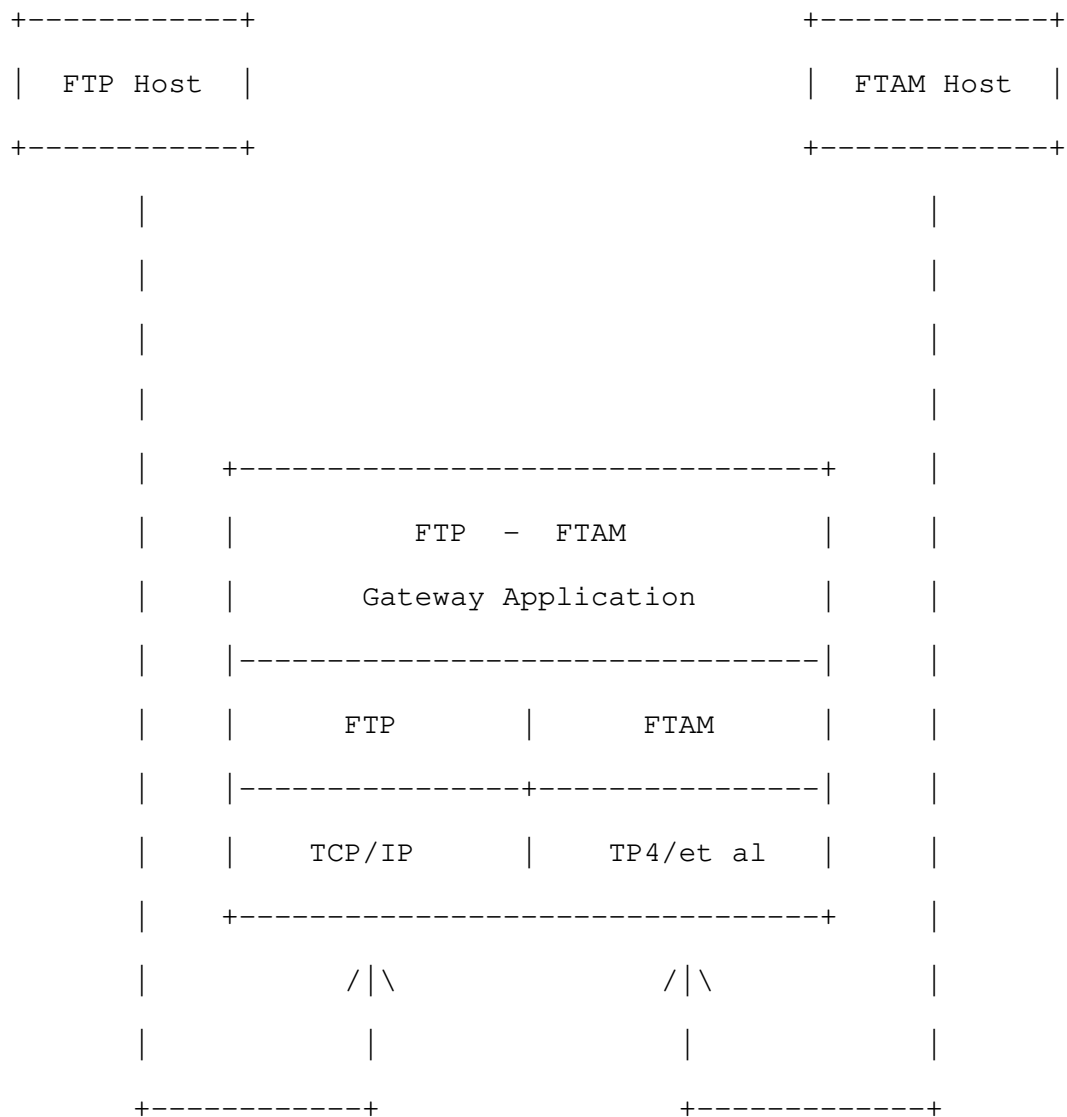 +------------+                               +-------------+
|  FTP Host  |                               |  FTAM Host  |
+------------+                               +-------------+
       |                                            |
       |                                            |
       |                                            |
       |                                            |
       |    +---------------------------------+     |
       |    |          FTP  -  FTAM           |     |
       |    |       Gateway Application       |     |
       |    |---------------------------------|     |
       |    |      FTP       |      FTAM      |     |
       |    |----------------+----------------|     |
       |    |    TCP/IP      |    TP4/et al   |     |
       |    +---------------------------------+     |
       |           /|\               /|\            |
       |            |                 |             |
       +------------+                 +-------------+